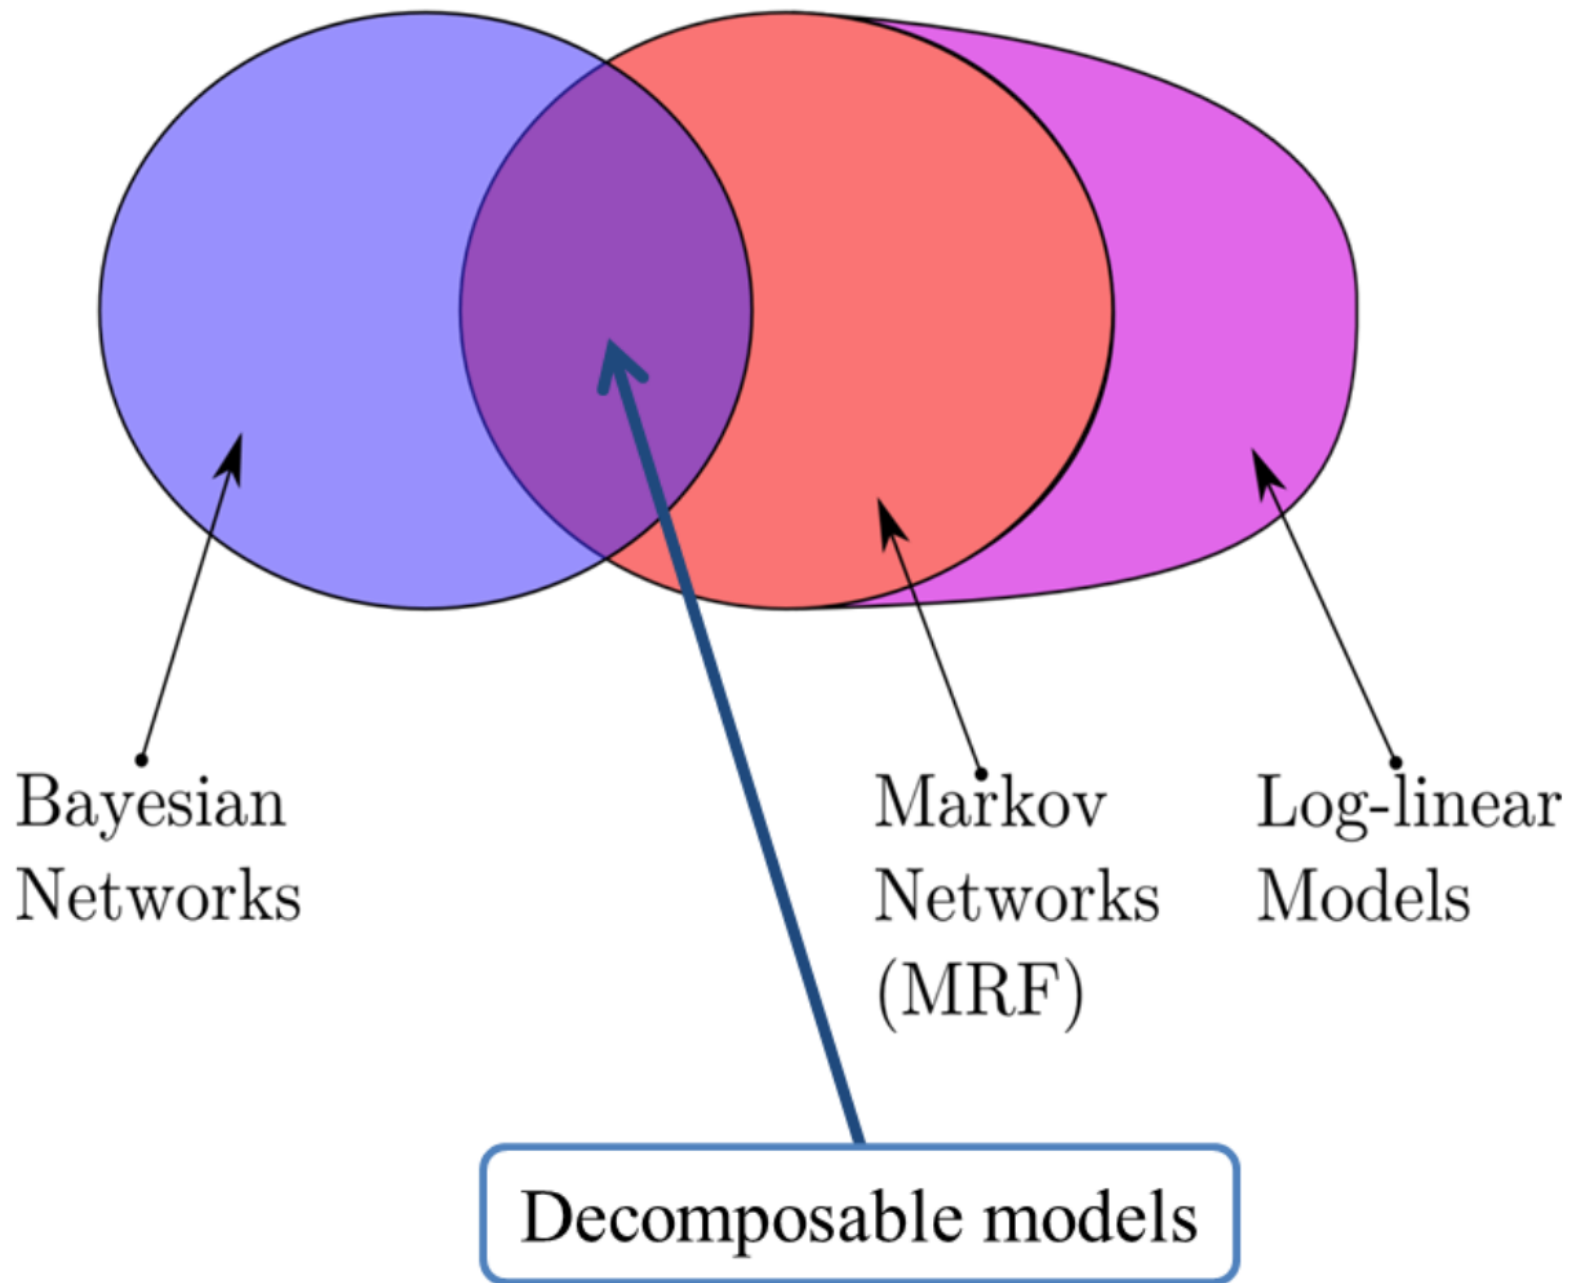 Bayesian
Networks
Markov
Networks
(MRF)
Log-linear
Models
Decomposable models